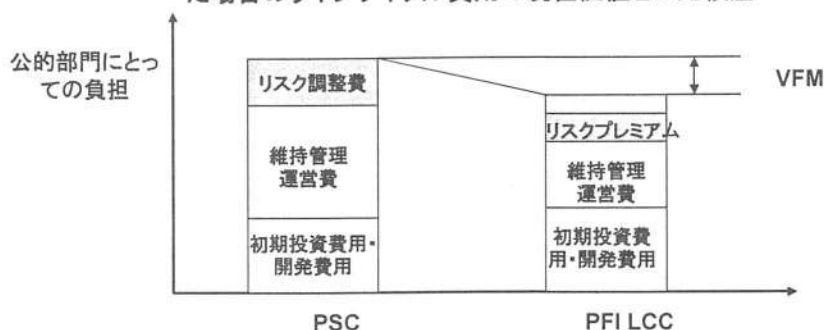 公的部門にとっ
ての負担
リスク調整費
維持管理
運営費
初期投資費用・
開発費用
VFM
リスクプレミアム
維持管理
運営費
初期投資費
用・開発費用
PSC
PFI LCC